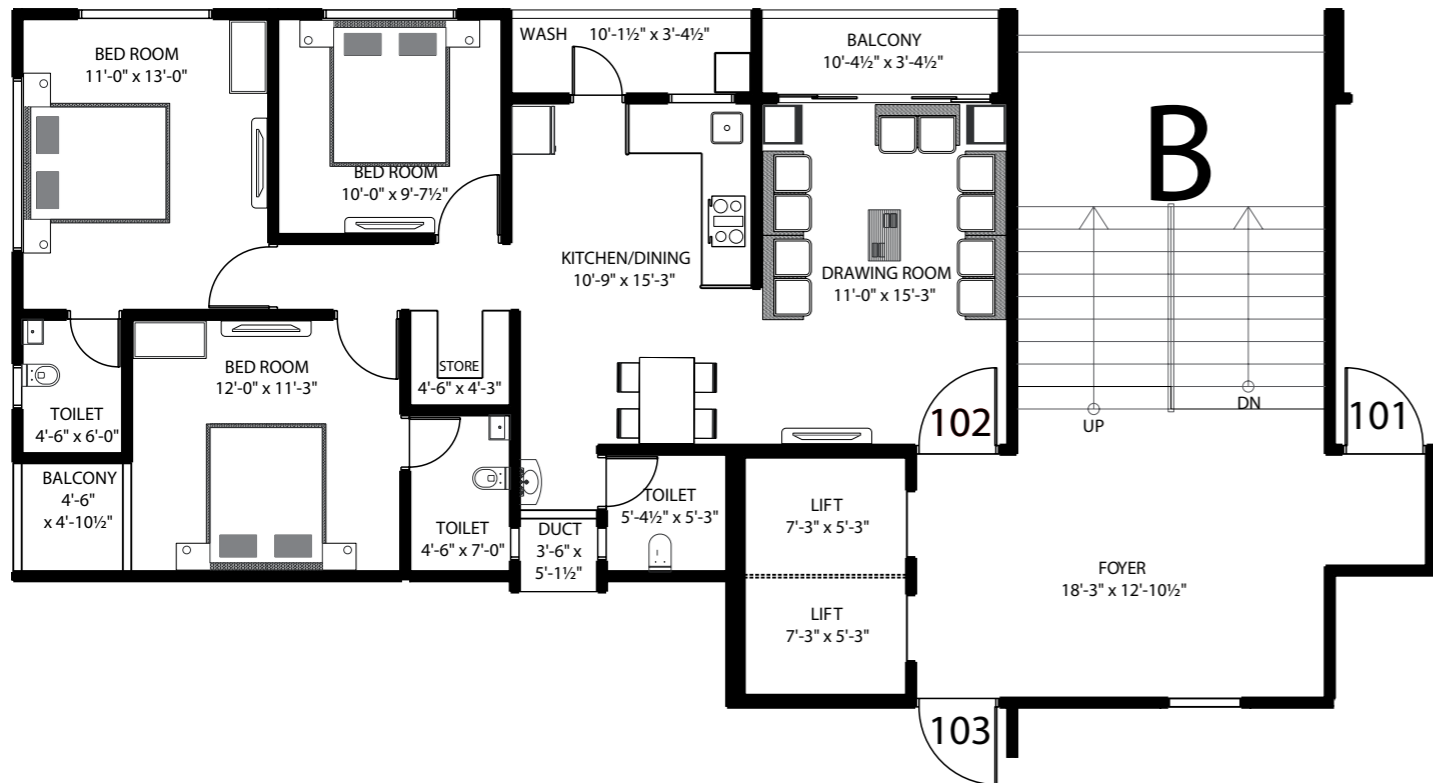 BED ROOM
11'-0" x 13'-0"
BED ROOM
10'-0" x 9'-7½"
WASH 10'-1½" x 3'-4½"
BALCONY
10'-4½" x 3'-4½"
B
KITCHEN/DINING
10'-9" x 15'-3"
DRAWING ROOM
11'-0" x 15'-3"
BED ROOM
12'-0" x 11'-3"
STORE
4'-6" x 4'-3"
TOILET
4'-6" x 6'-0"
102
UP
DN
101
BALCONY
4'-6"
x 4'-10½"
TOILET
4'-6" x 7'-0"
DUCT
3'-6" x
5'-1½"
TOILET
5'-4½" x 5'-3"
LIFT
7'-3" x 5'-3"
LIFT
7'-3" x 5'-3"
FOYER
18'-3" x 12'-10½"
103